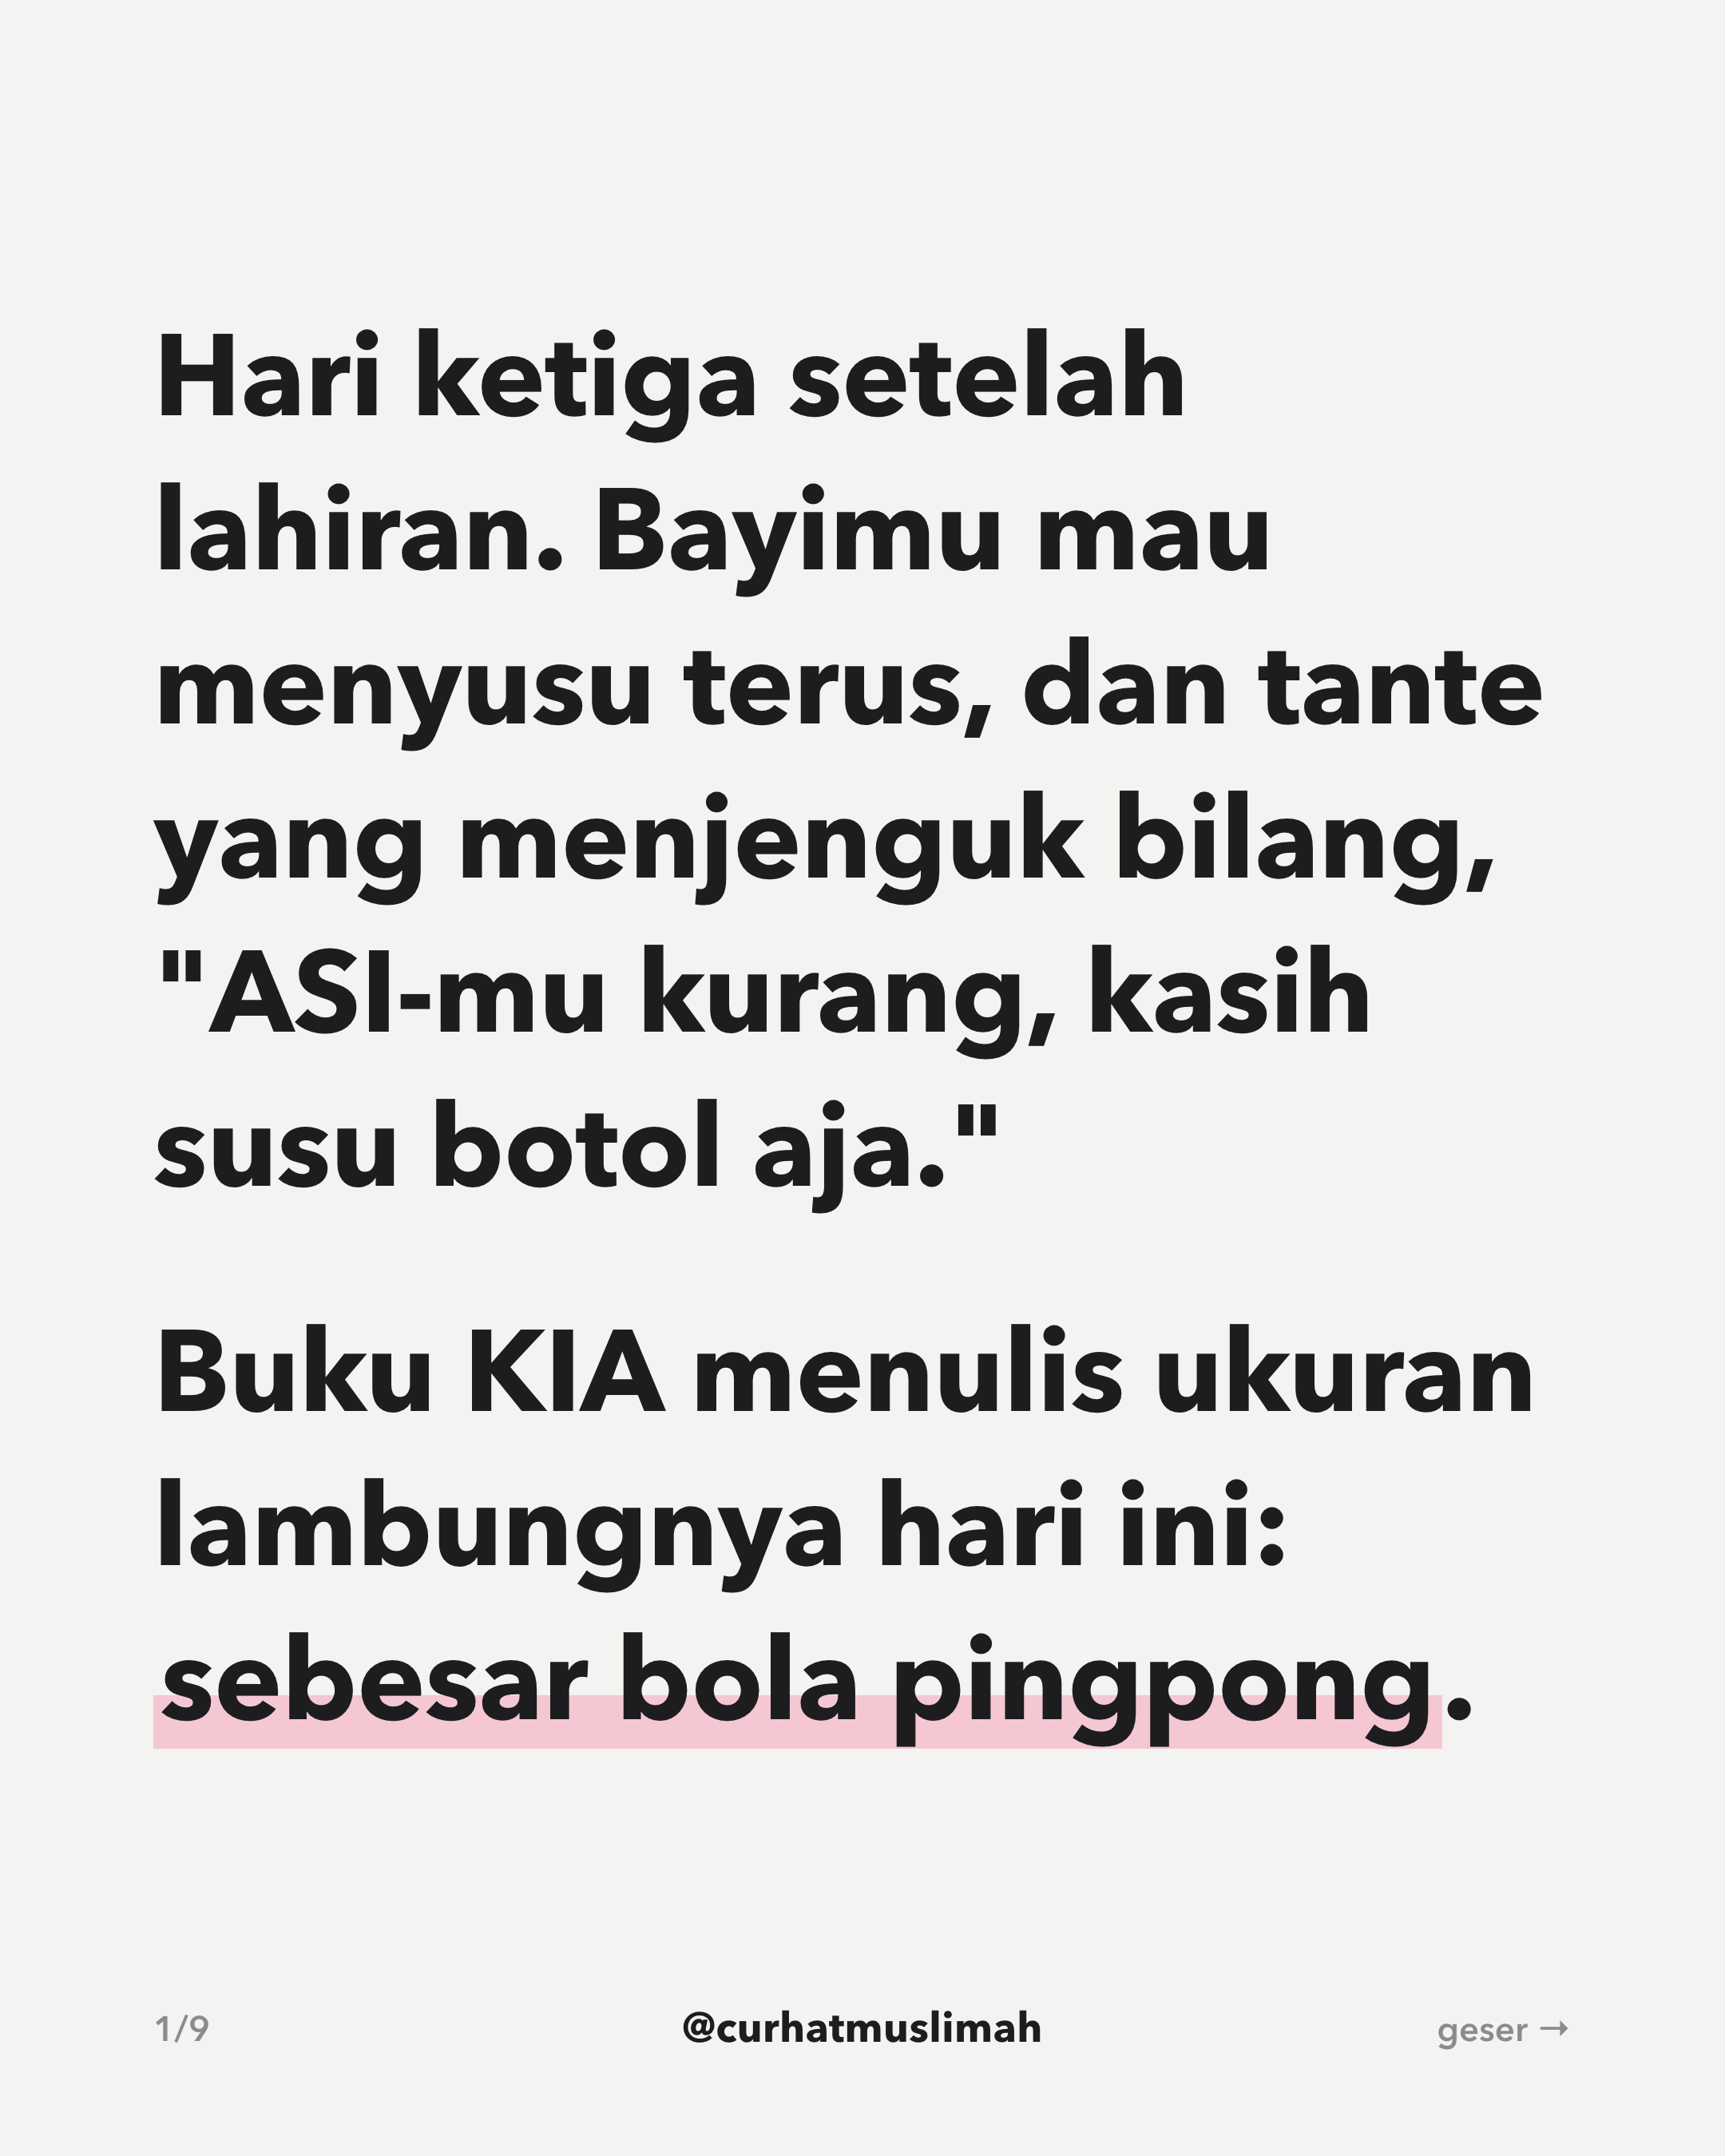 Hari ketiga setelah
lahiran. Bayimu mau
menyusu terus, dan tante
yang menjenguk bilang,
"ASI-mu kurang, kasih
susu botol aja."
Buku KIA menulis ukuran
lambungnya hari ini:
sebesar bola pingpong.
1/9
@curhatmuslimah
geser →